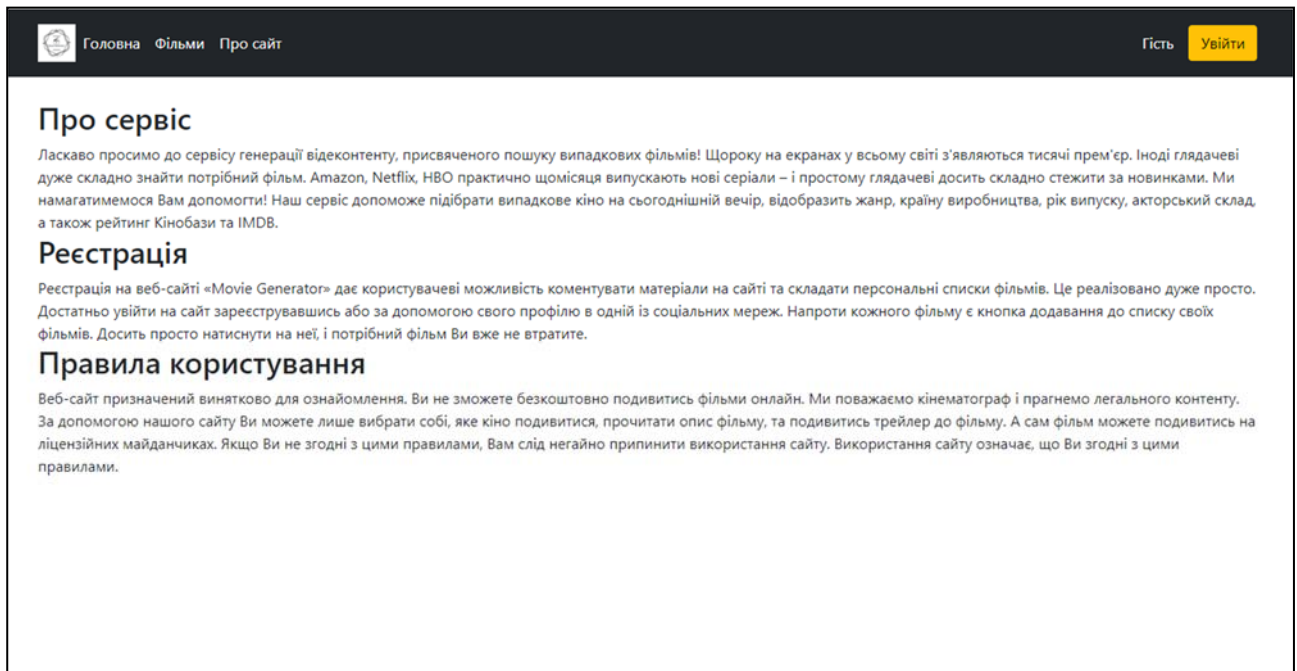 Головна Фільми Про сайт Гість Увійти
Про сервіс
Ласкаво просимо до сервісу генерації відеоконтенту, присвяченого пошуку випадкових фільмів! Щороку на екранах у всьому світі з'являються тисячі прем'єр. Іноді глядачеві
дуже складно знайти потрібний фільм. Amazon, Netflix, HBO практично щомісяця випускають нові серіали – і простому глядачеві досить складно стежити за новинками. Ми
намагатимемося Вам допомогти! Наш сервіс допоможе підібрати випадкове кіно на сьогоднішній вечір, відобразить жанр, країну виробництва, рік випуску, акторський склад,
а також рейтинг Кінобази та IMDB.
Реєстрація
Реєстрація на веб-сайті «Movie Generator» дає користувачеві можливість коментувати матеріали на сайті та складати персональні списки фільмів. Це реалізовано дуже просто.
Достатньо увійти на сайт зареєструвавшись або за допомогою свого профілю в одній із соціальних мереж. Напроти кожного фільму є кнопка додавання до списку своїх
фільмів. Досить просто натиснути на неї, і потрібний фільм Ви вже не втратите.
Правила користування
Веб-сайт призначений винятково для ознайомлення. Ви не зможете безкоштовно подивитись фільми онлайн. Ми поважаємо кінематограф і прагнемо легального контенту.
За допомогою нашого сайту Ви можете лише вибрати собі, яке кіно подивитися, прочитати опис фільму, та подивитись трейлер до фільму. А сам фільм можете подивитись на
ліцензійних майданчиках. Якщо Ви не згодні з цими правилами, Вам слід негайно припинити використання сайту. Використання сайту означає, що Ви згодні з цими
правилами.